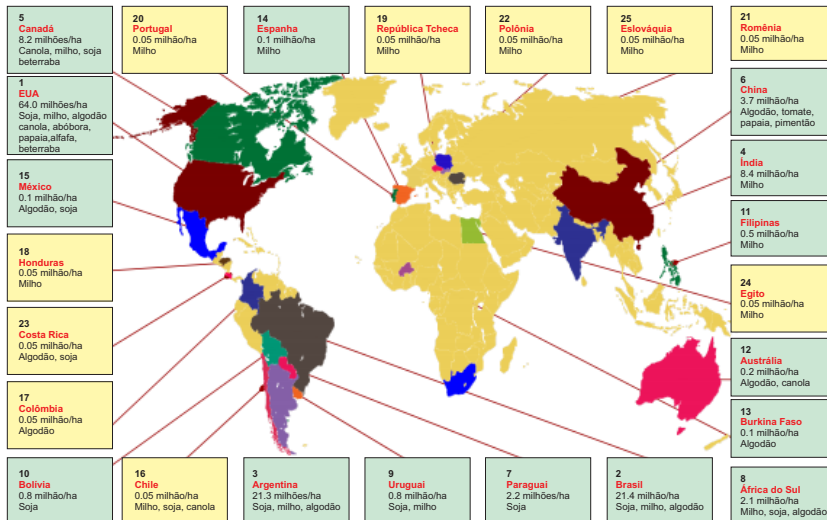 5
Canadá
8.2 milhões/ha
Canola, milho, soja
beterraba
20
Portugal
0.05 milhão/ha
Milho
14
Espanha
0.1 milhão/ha
Milho
19
República Tcheca
0.05 milhão/ha
Milho
22
Polônia
0.05 milhão/ha
Milho
25
Eslováquia
0.05 milhão/ha
Milho
21
Romênia
0.05 milhão/ha
Milho
1
EUA
64.0 milhões/ha
Soja, milho, algodão
canola, abóbora,
papaia,alfafa,
beterraba
15
México
0.1 milhão/ha
Algodão, soja
18
Honduras
0.05 milhão/ha
Milho
23
Costa Rica
0.05 milhão/ha
Algodão, soja
17
Colômbia
0.05 milhão/ha
Algodão
6
China
3.7 milhão/ha
Algodão, tomate,
papaia, pimentão
4
Índia
8.4 milhão/ha
Milho
11
Filipinas
0.5 milhão/ha
Milho
24
Egito
0.05 milhão/ha
Milho
12
Austrália
0.2 milhão/ha
Algodão, canola
13
Burkina Faso
0.1 milhão/ha
Algodão
10
Bolívia
0.8 milhão/ha
Soja
16
Chile
0.05 milhão/ha
Milho, soja, canola
3
Argentina
21.3 milhões/ha
Soja, milho, algodão
9
Uruguai
0.8 milhão/ha
Soja, milho
7
Paraguai
2.2 milhões/ha
Soja
2
Brasil
21.4 milhão/ha
Soja, milho, algodão
8
África do Sul
2.1 milhão/ha
Milho, soja, algodão